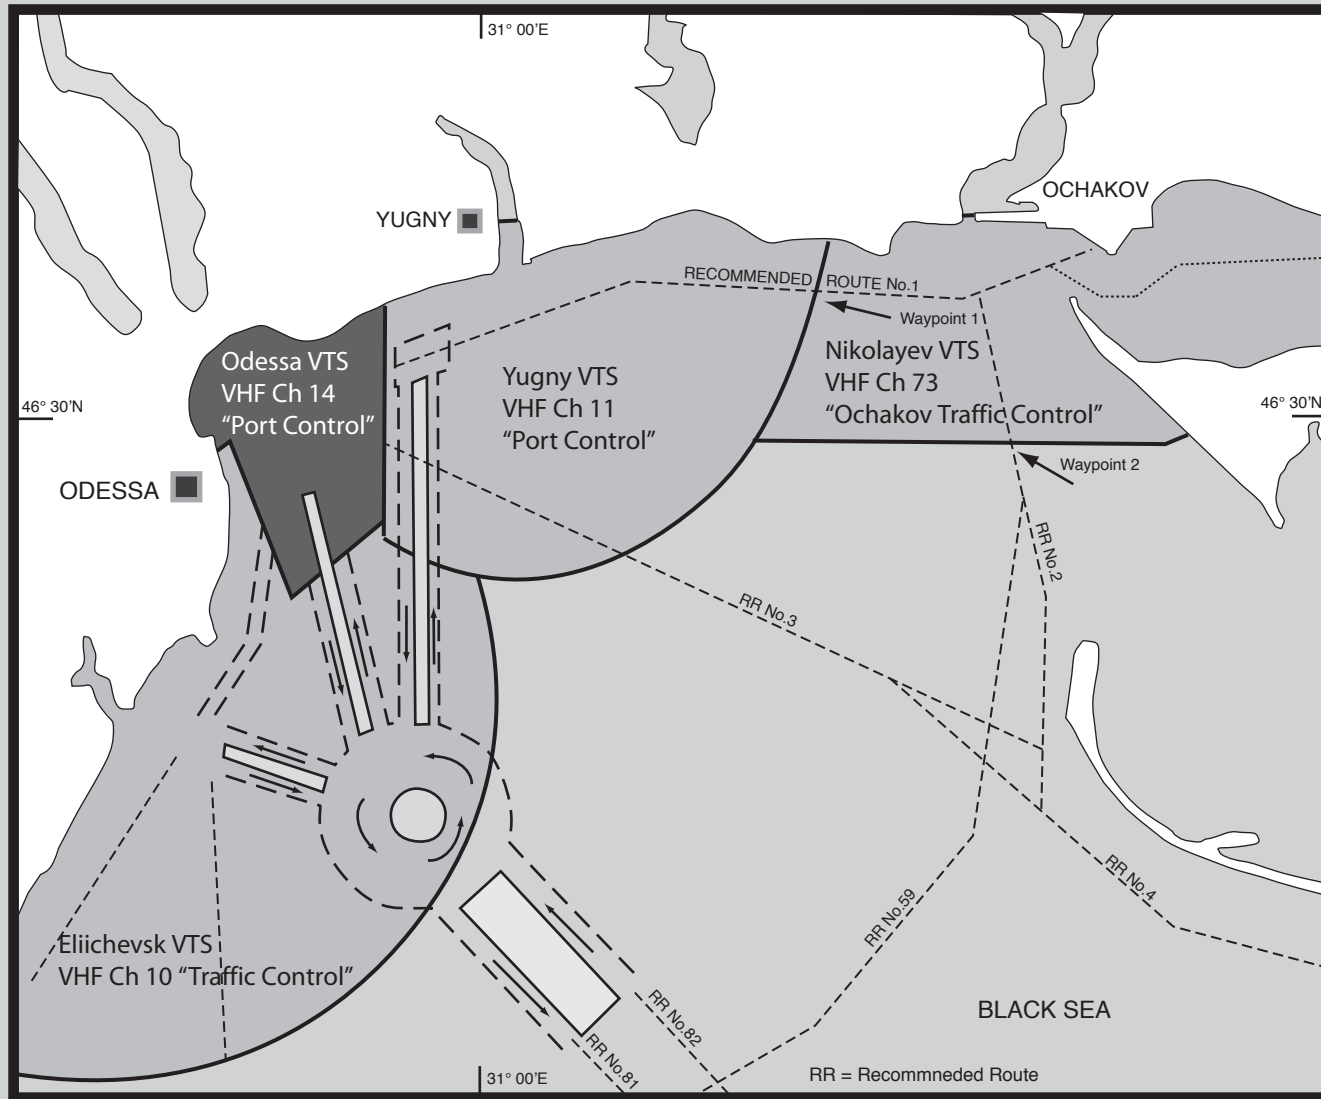 31° 00'E
OCHAKOV
YUGNY
RECOMMENDED ROUTE No.1
Waypoint 1
Odessa VTS
VHF Ch 14
“Port Control”
Yugny VTS
VHF Ch 11
“Port Control”
Nikolayev VTS
VHF Ch 73
“Ochakov Traffic Control”
46° 30'N
46° 30'N
Waypoint 2
ODESSA
RR No.2
RR No.3
RR No.4
RR No.59
Eliichevsk VTS
VHF Ch 10 “Traffic Control”
RR No.82
RR No.81
BLACK SEA
31° 00'E
RR = Recommneded Route